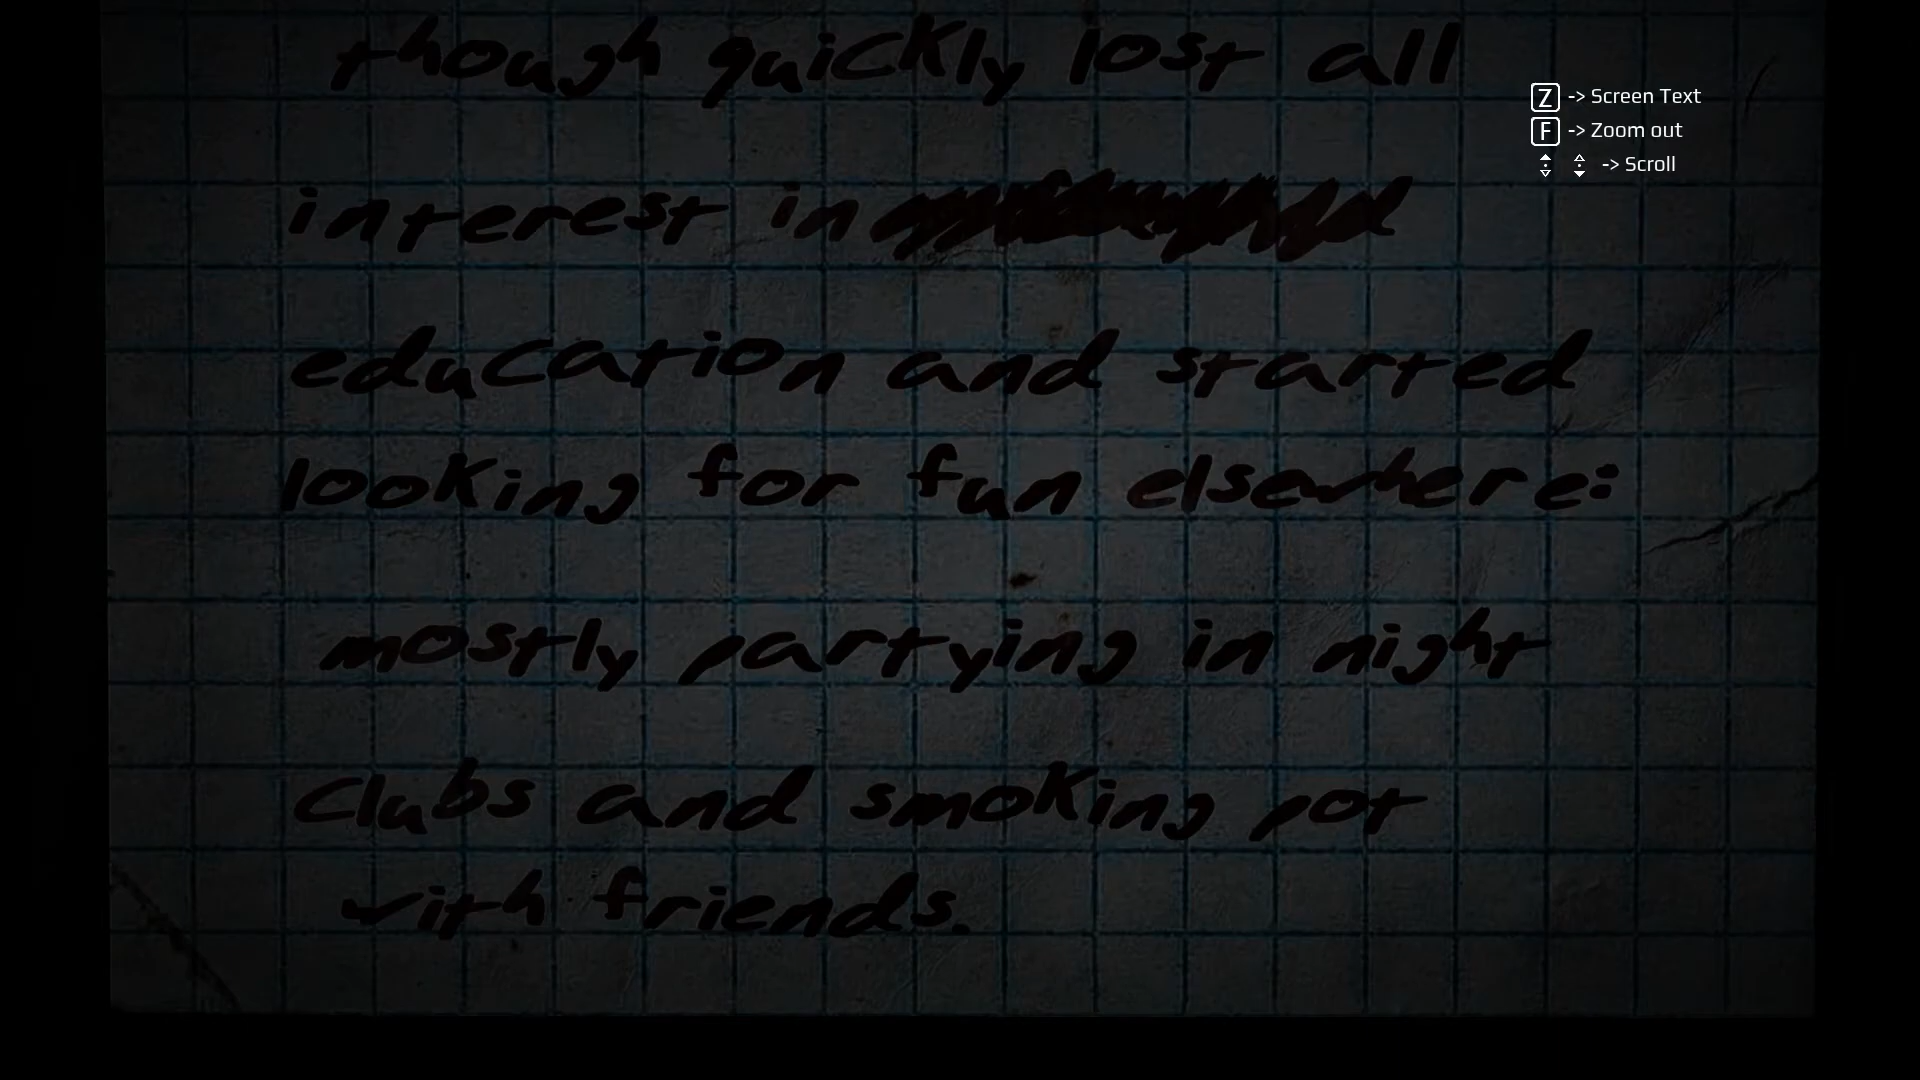 though quickly lost all
Z -> Screen Text
F -> Zoom out
-> Scroll
interest in
education and started
looking for fun elsewhere:
mostly partying in night
clubs and smoking pot
with friends.